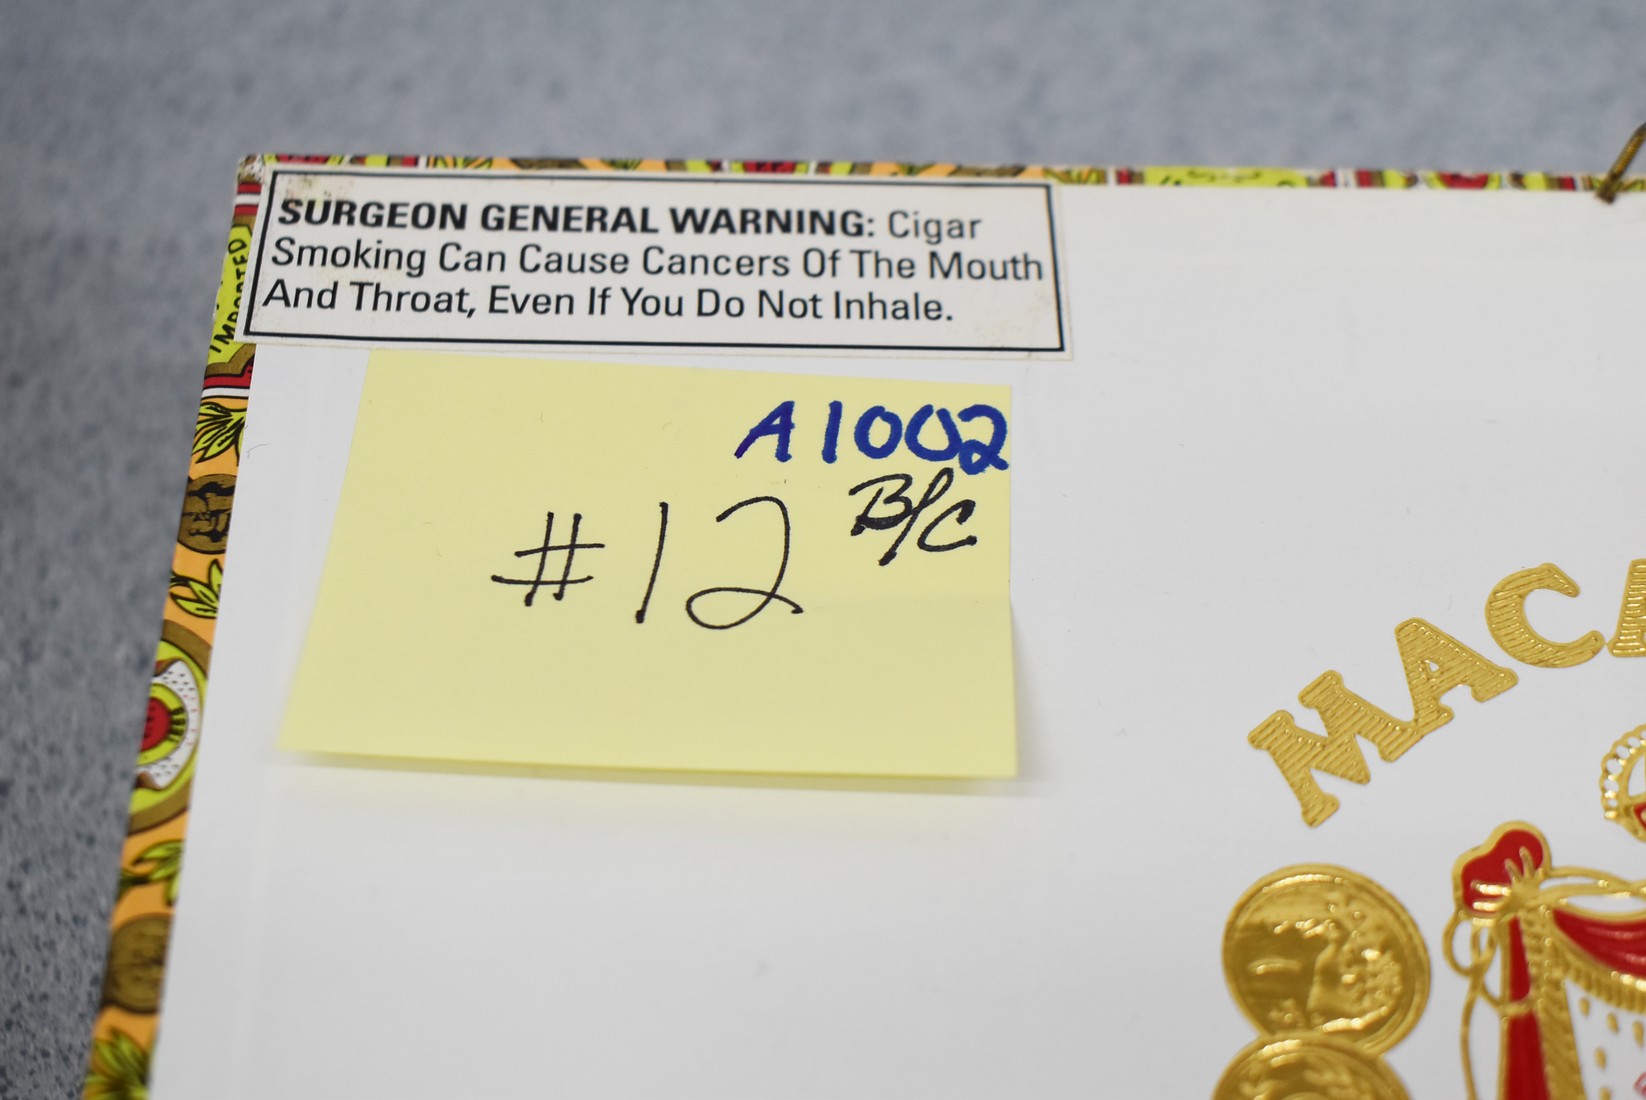 SURGEON GENERAL WARNING: Cigar
Smoking Can Cause Cancers Of The Mouth
And Throat, Even If You Do Not Inhale.
A1002
#12 B/C
IMPORTED